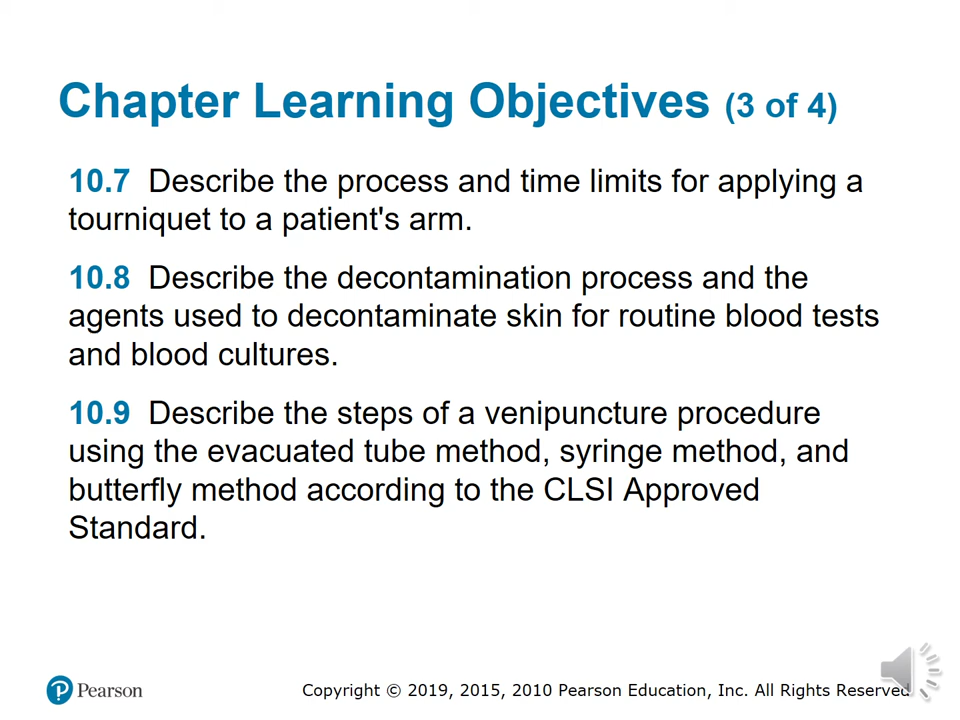 Chapter Learning Objectives (3 of 4)
10.7 Describe the process and time limits for applying a
tourniquet to a patient's arm.
10.8 Describe the decontamination process and the
agents used to decontaminate skin for routine blood tests
and blood cultures.
10.9 Describe the steps of a venipuncture procedure
using the evacuated tube method, syringe method, and
butterfly method according to the CLSI Approved
Standard.
P Pearson
Copyright © 2019, 2015, 2010 Pearson Education, Inc. All Rights Reserved